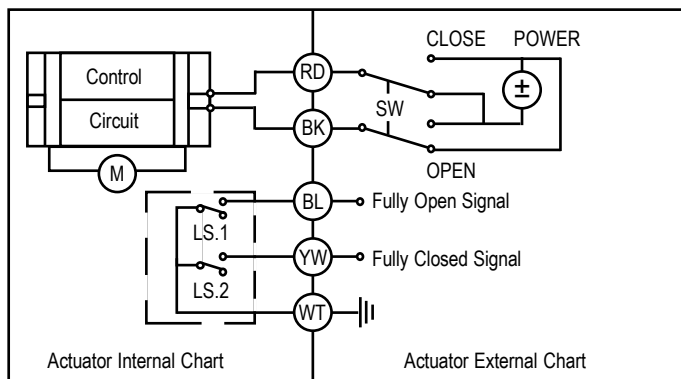 CLOSE POWER
RD
Control
±
SW
Circuit
BK
M
OPEN
BL Fully Open Signal
LS.1
YW Fully Closed Signal
LS.2
WT
Actuator Internal Chart
Actuator External Chart